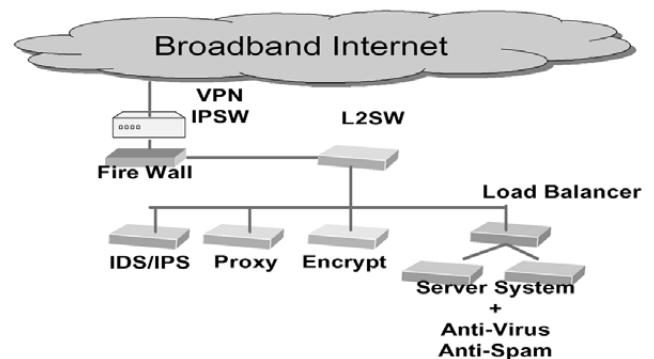 Broadband Internet
VPN
IPSW
L2SW
Fire Wall
Load Balancer
IDS/IPS
Proxy
Encrypt
Server System
+
Anti-Virus
Anti-Spam